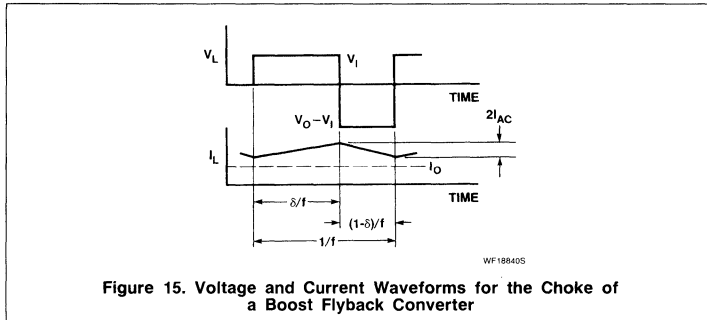 V_L
V_I
TIME
V_O – V_I
2I_AC
I_L
I_O
TIME
δ/f
(1-δ)/f
1/f
WF18840S
Figure 15. Voltage and Current Waveforms for the Choke of
a Boost Flyback Converter